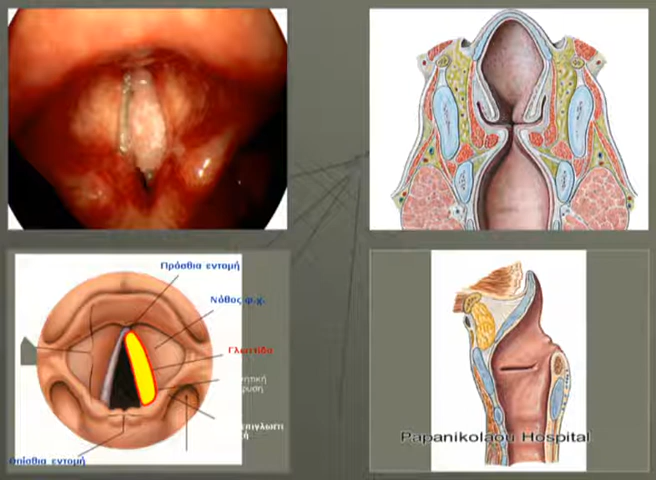 Πρόσθια εντομή
Νόθος φ.χ.
Γλωττίδα
Οπίσθια εντομή
Papanikolaou Hospital